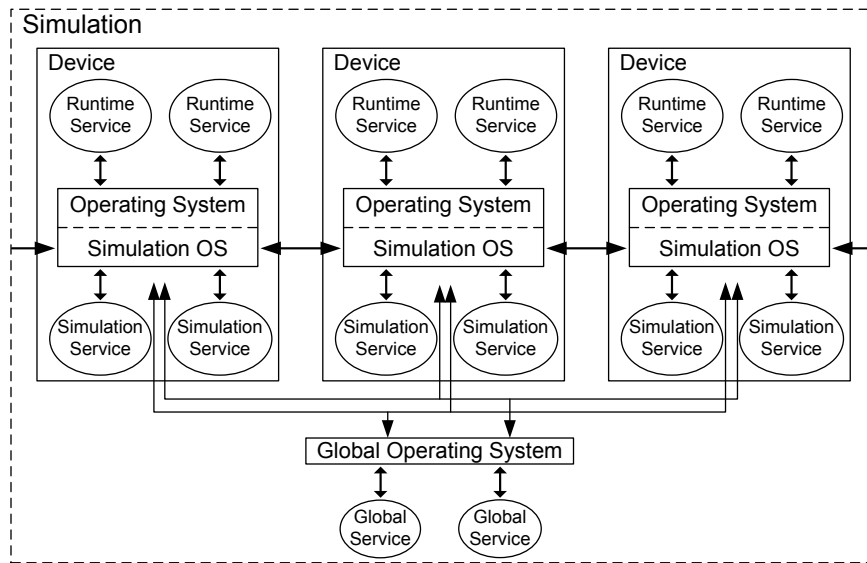 Simulation
Device
Runtime
Service
Runtime
Service
Operating System
Simulation OS
Simulation
Service
Simulation
Service
Device
Runtime
Service
Runtime
Service
Operating System
Simulation OS
Simulation
Service
Simulation
Service
Device
Runtime
Service
Runtime
Service
Operating System
Simulation OS
Simulation
Service
Simulation
Service
Global Operating System
Global
Service
Global
Service